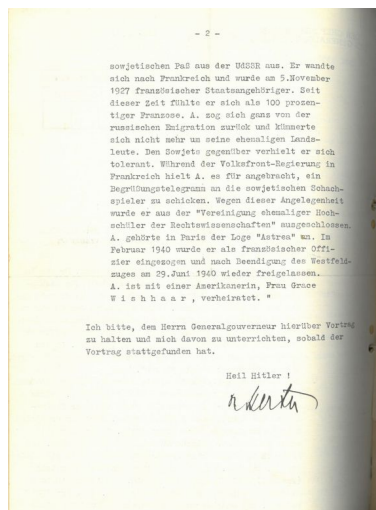 - 2 -
sowjetischen Paß aus der UdSSR aus. Er wandte
sich nach Frankreich und wurde am 5.November
1927 französischer Staatsangehöriger. Seit
dieser Zeit fühlte er sich als 100 prozen-
tiger Franzose. A. zog sich ganz von der
russischen Emigration zurück und kümmerte
sich nicht mehr um seine ehemaligen Lands-
leute. Den Sowjets gegenüber verhielt er sich
tolerant. Während der Volksfront-Regierung in
Frankreich hielt A. es für angebracht, ein
Begrüßungstelegramm an die sowjetischen Schach-
spieler zu schicken. Wegen dieser Angelegenheit
wurde er aus der "Vereinigung ehemaliger Hoch-
schüler der Rechtswissenschaften" ausgeschlossen.
A. gehörte in Paris der Loge "Astrea" an. Im
Februar 1940 wurde er als französischer Offi-
zier eingezogen und nach Beendigung des Westfeld-
zuges am 29.Juni 1940 wieder freigelassen.
A. ist mit einer Amerikanerin, Frau Grace
W i s h h a a r , verheiratet. "
Ich bitte, dem Herrn Generalgouverneur hierüber Vortrag
zu halten und mich davon zu unterrichten, sobald der
Vortrag stattgefunden hat.
Heil Hitler !